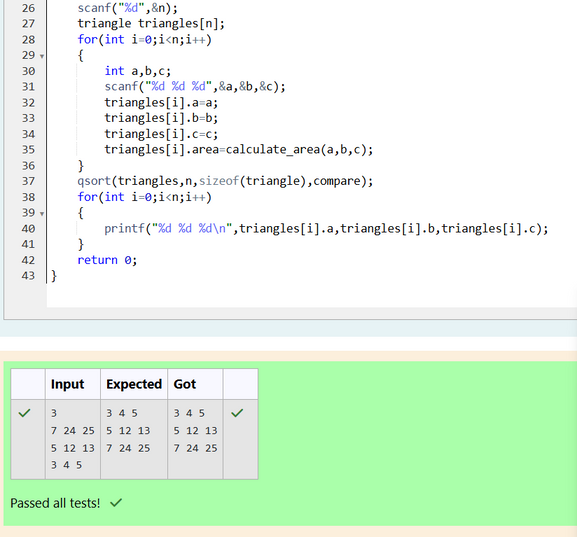 26 scanf("%d",&n);
27 triangle triangles[n];
28 for(int i=0;i<n;i++)
29 {
30 int a,b,c;
31 scanf("%d %d %d",&a,&b,&c);
32 triangles[i].a=a;
33 triangles[i].b=b;
34 triangles[i].c=c;
35 triangles[i].area=calculate_area(a,b,c);
36 }
37 qsort(triangles,n,sizeof(triangle),compare);
38 for(int i=0;i<n;i++)
39 {
40 printf("%d %d %d\n",triangles[i].a,triangles[i].b,triangles[i].c);
41 }
42 return 0;
43 }
Input Expected Got
3 3 4 5 3 4 5
7 24 25 5 12 13 5 12 13
5 12 13 7 24 25 7 24 25
3 4 5
Passed all tests!